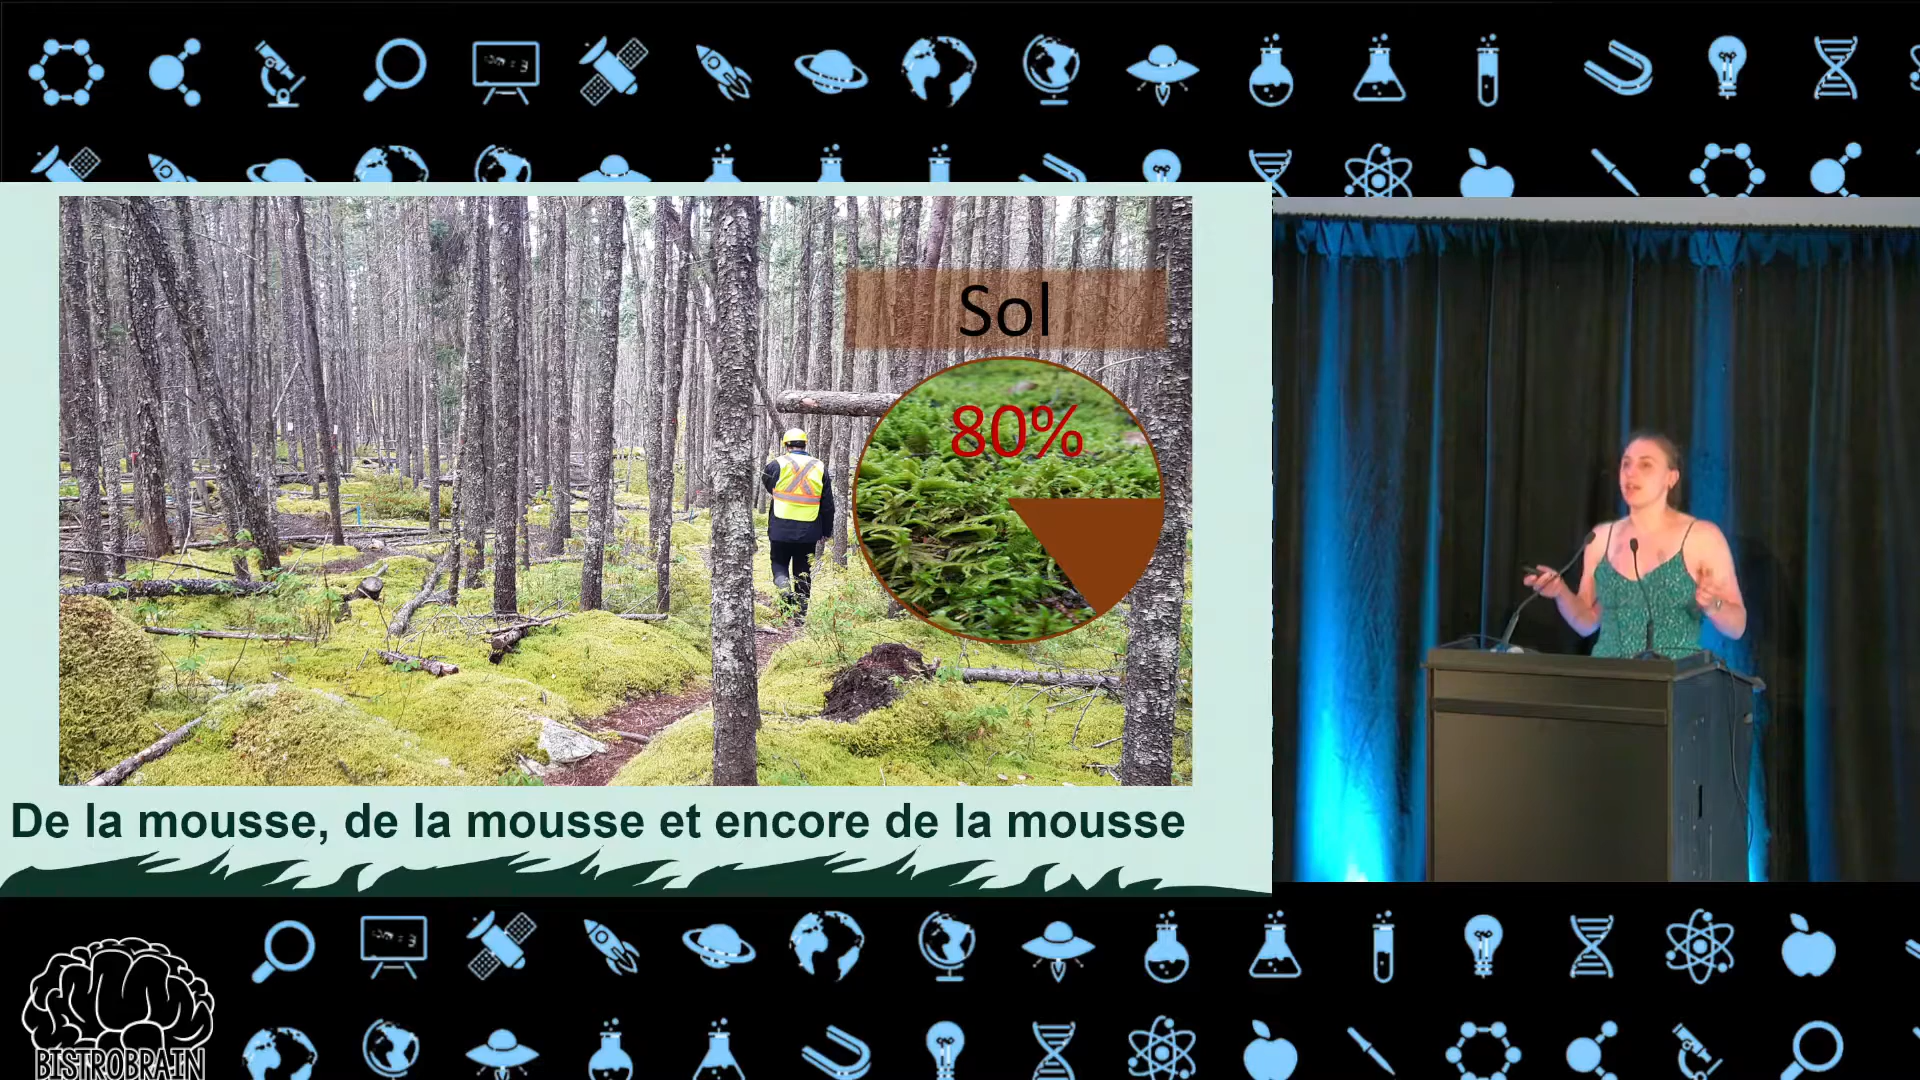 Sol
80%
De la mousse, de la mousse et encore de la mousse
BISTROBRAIN